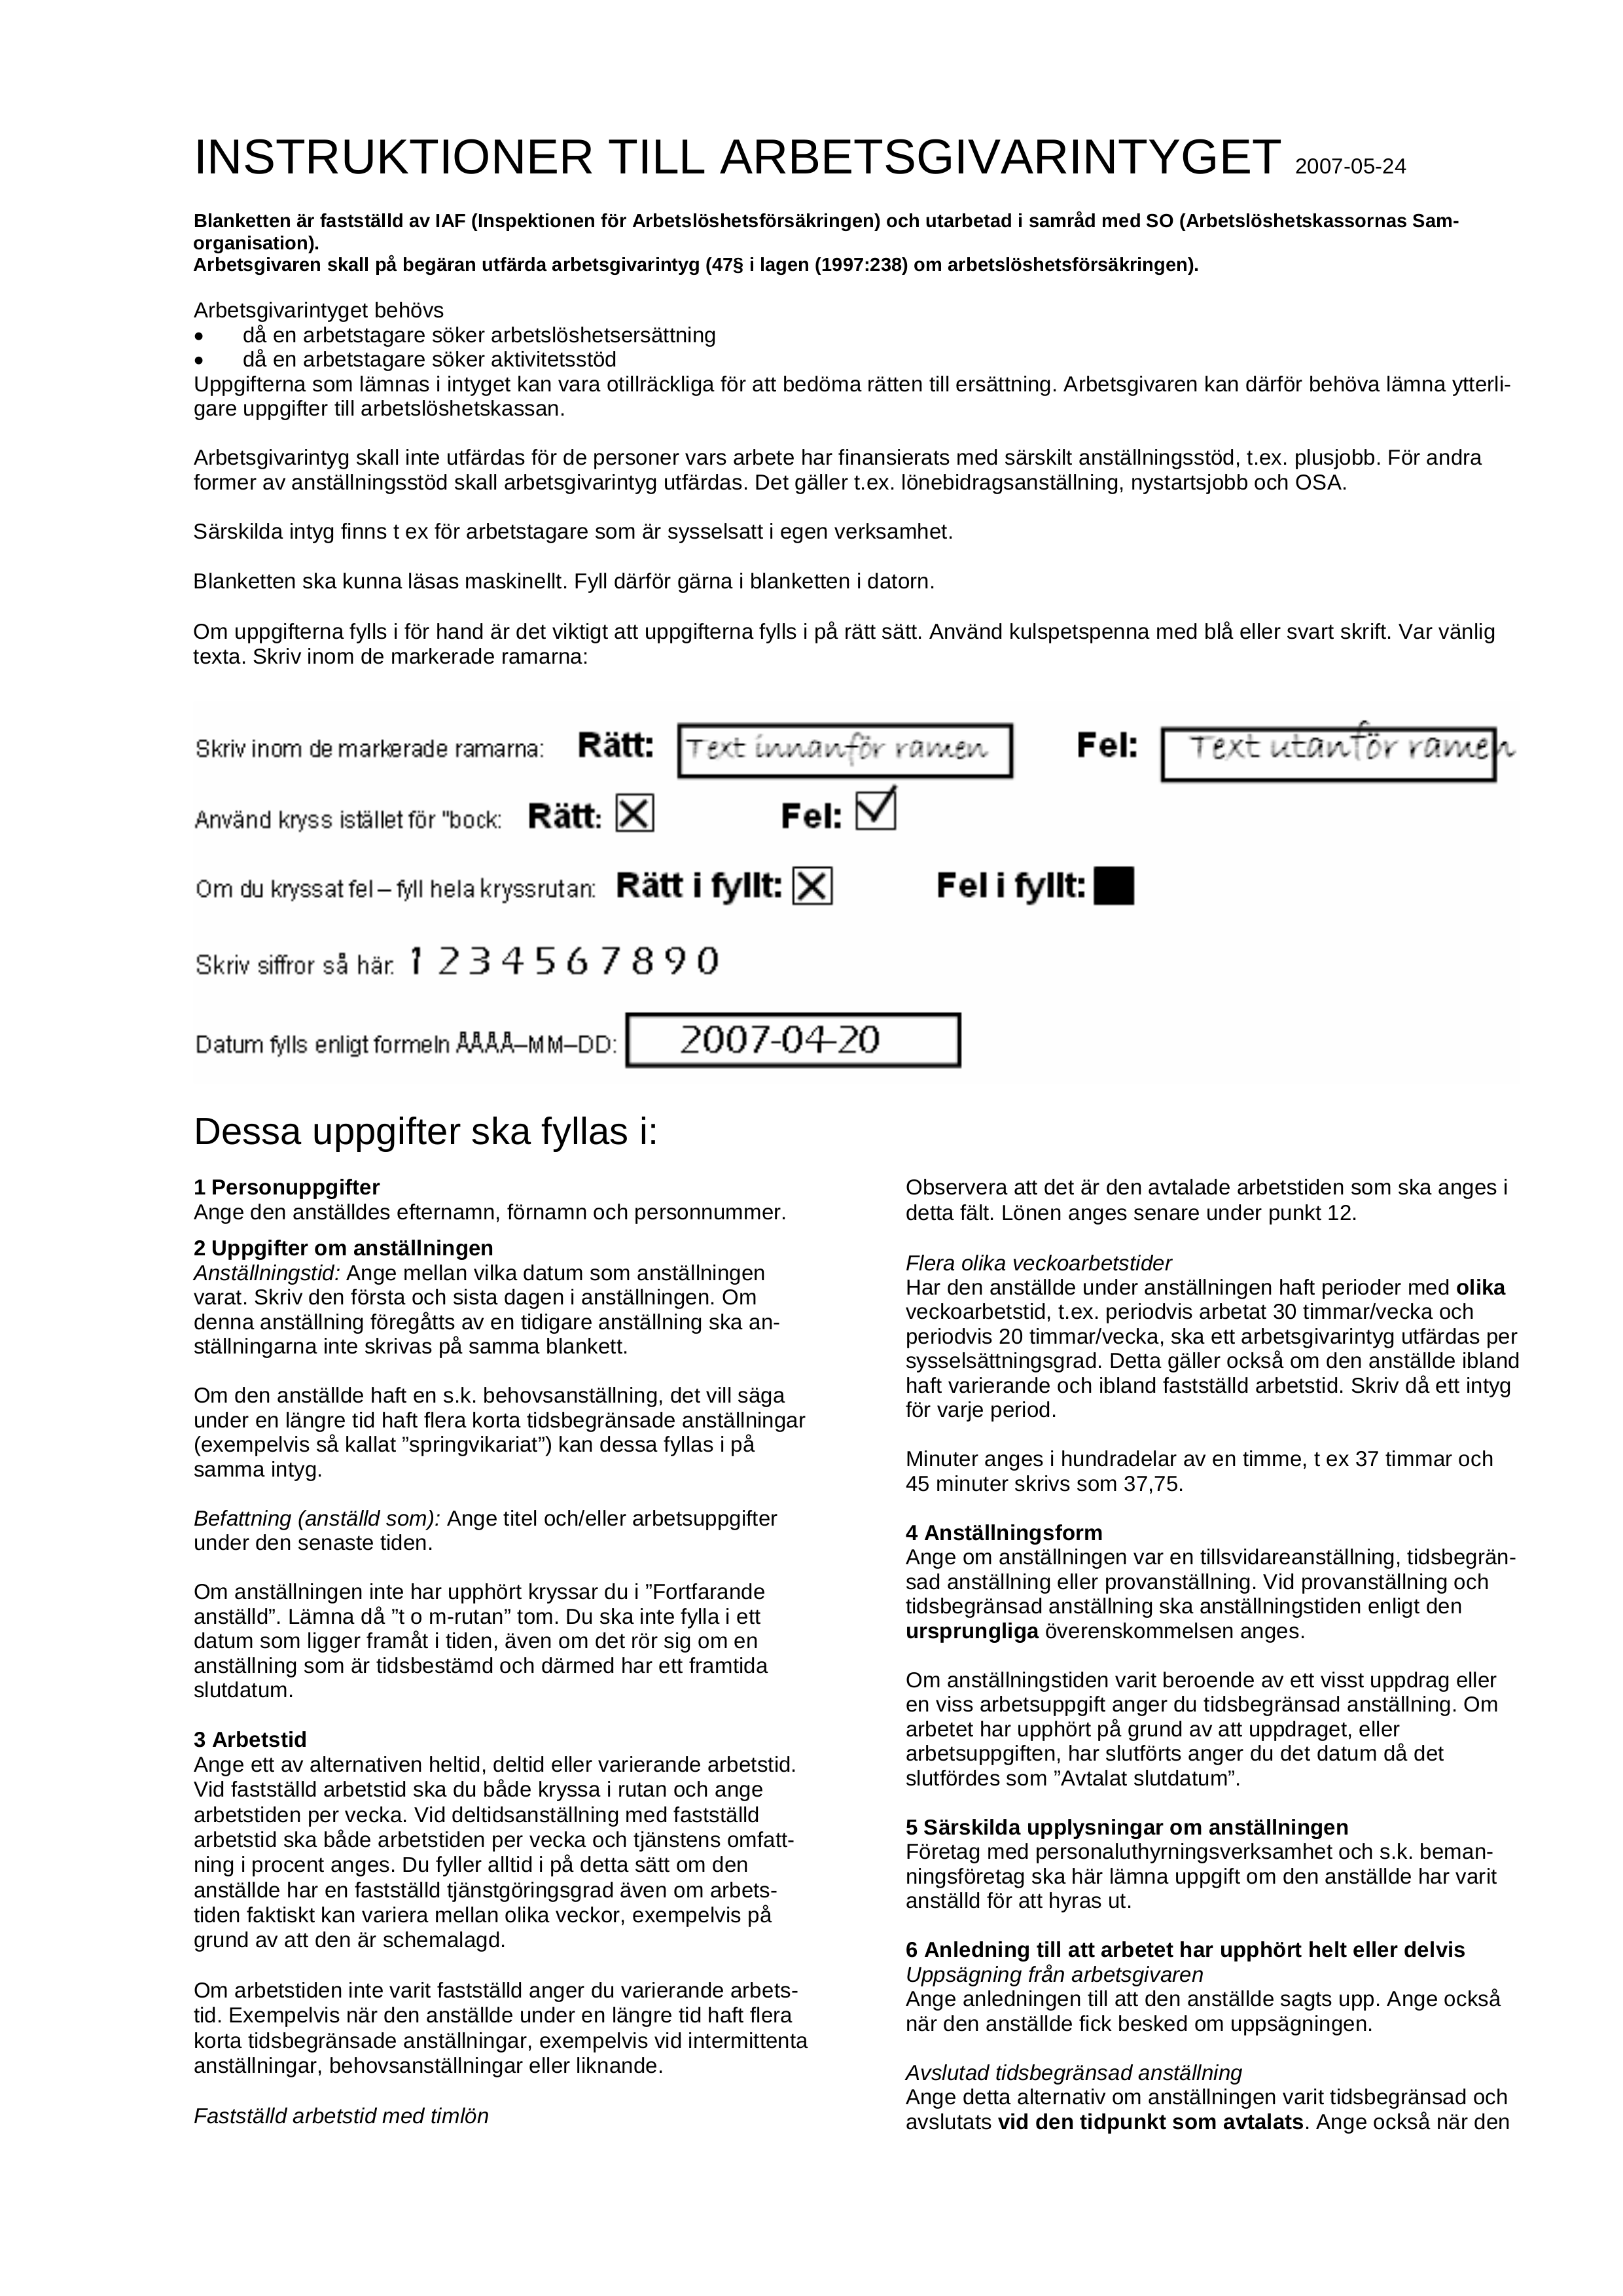 INSTRUKTIONER TILL ARBETSGIVARINTYGET 2007-05-24
Blanketten är fastställd av IAF (Inspektionen för Arbetslöshetsförsäkringen) och utarbetad i samråd med SO (Arbetslöshetskassornas Sam-
organisation).
Arbetsgivaren skall på begäran utfärda arbetsgivarintyg (47§ i lagen (1997:238) om arbetslöshetsförsäkringen).
Arbetsgivarintyget behövs
• då en arbetstagare söker arbetslöshetsersättning
• då en arbetstagare söker aktivitetsstöd
Uppgifterna som lämnas i intyget kan vara otillräckliga för att bedöma rätten till ersättning. Arbetsgivaren kan därför behöva lämna ytterli-
gare uppgifter till arbetslöshetskassan.
Arbetsgivarintyg skall inte utfärdas för de personer vars arbete har finansierats med särskilt anställningsstöd, t.ex. plusjobb. För andra
former av anställningsstöd skall arbetsgivarintyg utfärdas. Det gäller t.ex. lönebidragsanställning, nystartsjobb och OSA.
Särskilda intyg finns t ex för arbetstagare som är sysselsatt i egen verksamhet.
Blanketten ska kunna läsas maskinellt. Fyll därför gärna i blanketten i datorn.
Om uppgifterna fylls i för hand är det viktigt att uppgifterna fylls i på rätt sätt. Använd kulspetspenna med blå eller svart skrift. Var vänlig
texta. Skriv inom de markerade ramarna:
Skriv inom de markerade ramarna: Rätt: Text innanför ramen Fel: Text utanför ramen
Använd kryss istället för "bock: Rätt: Fel:
Om du kryssat fel – fyll hela kryssrutan: Rätt i fyllt: Fel i fyllt:
Skriv siffror så här: 1 2 3 4 5 6 7 8 9 0
Datum fylls enligt formeln ÅÅÅÅ–MM–DD: 2007-04-20
Dessa uppgifter ska fyllas i:
1 Personuppgifter
Ange den anställdes efternamn, förnamn och personnummer.
2 Uppgifter om anställningen
Anställningstid: Ange mellan vilka datum som anställningen
varat. Skriv den första och sista dagen i anställningen. Om
denna anställning föregåtts av en tidigare anställning ska an-
ställningarna inte skrivas på samma blankett.
Om den anställde haft en s.k. behovsanställning, det vill säga
under en längre tid haft flera korta tidsbegränsade anställningar
(exempelvis så kallat ”springvikariat”) kan dessa fyllas i på
samma intyg.
Befattning (anställd som): Ange titel och/eller arbetsuppgifter
under den senaste tiden.
Om anställningen inte har upphört kryssar du i ”Fortfarande
anställd”. Lämna då ”t o m-rutan” tom. Du ska inte fylla i ett
datum som ligger framåt i tiden, även om det rör sig om en
anställning som är tidsbestämd och därmed har ett framtida
slutdatum.
3 Arbetstid
Ange ett av alternativen heltid, deltid eller varierande arbetstid.
Vid fastställd arbetstid ska du både kryssa i rutan och ange
arbetstiden per vecka. Vid deltidsanställning med fastställd
arbetstid ska både arbetstiden per vecka och tjänstens omfatt-
ning i procent anges. Du fyller alltid i på detta sätt om den
anställde har en fastställd tjänstgöringsgrad även om arbets-
tiden faktiskt kan variera mellan olika veckor, exempelvis på
grund av att den är schemalagd.
Om arbetstiden inte varit fastställd anger du varierande arbets-
tid. Exempelvis när den anställde under en längre tid haft flera
korta tidsbegränsade anställningar, exempelvis vid intermittenta
anställningar, behovsanställningar eller liknande.
Fastställd arbetstid med timlön
Observera att det är den avtalade arbetstiden som ska anges i
detta fält. Lönen anges senare under punkt 12.
Flera olika veckoarbetstider
Har den anställde under anställningen haft perioder med olika
veckoarbetstid, t.ex. periodvis arbetat 30 timmar/vecka och
periodvis 20 timmar/vecka, ska ett arbetsgivarintyg utfärdas per
sysselsättningsgrad. Detta gäller också om den anställde ibland
haft varierande och ibland fastställd arbetstid. Skriv då ett intyg
för varje period.
Minuter anges i hundradelar av en timme, t ex 37 timmar och
45 minuter skrivs som 37,75.
4 Anställningsform
Ange om anställningen var en tillsvidareanställning, tidsbegrän-
sad anställning eller provanställning. Vid provanställning och
tidsbegränsad anställning ska anställningstiden enligt den
ursprungliga överenskommelsen anges.
Om anställningstiden varit beroende av ett visst uppdrag eller
en viss arbetsuppgift anger du tidsbegränsad anställning. Om
arbetet har upphört på grund av att uppdraget, eller
arbetsuppgiften, har slutförts anger du det datum då det
slutfördes som ”Avtalat slutdatum”.
5 Särskilda upplysningar om anställningen
Företag med personaluthyrningsverksamhet och s.k. beman-
ningsföretag ska här lämna uppgift om den anställde har varit
anställd för att hyras ut.
6 Anledning till att arbetet har upphört helt eller delvis
Uppsägning från arbetsgivaren
Ange anledningen till att den anställde sagts upp. Ange också
när den anställde fick besked om uppsägningen.
Avslutad tidsbegränsad anställning
Ange detta alternativ om anställningen varit tidsbegränsad och
avslutats vid den tidpunkt som avtalats. Ange också när den